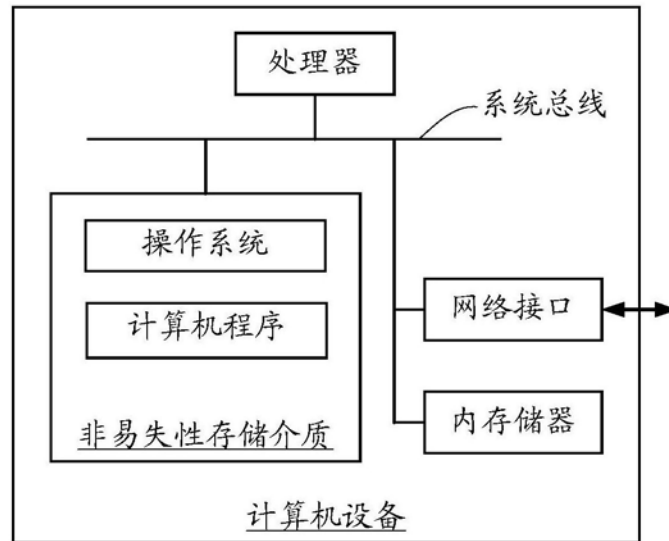 处理器
系统总线
操作系统
计算机程序
网络接口
内存储器
非易失性存储介质
计算机设备